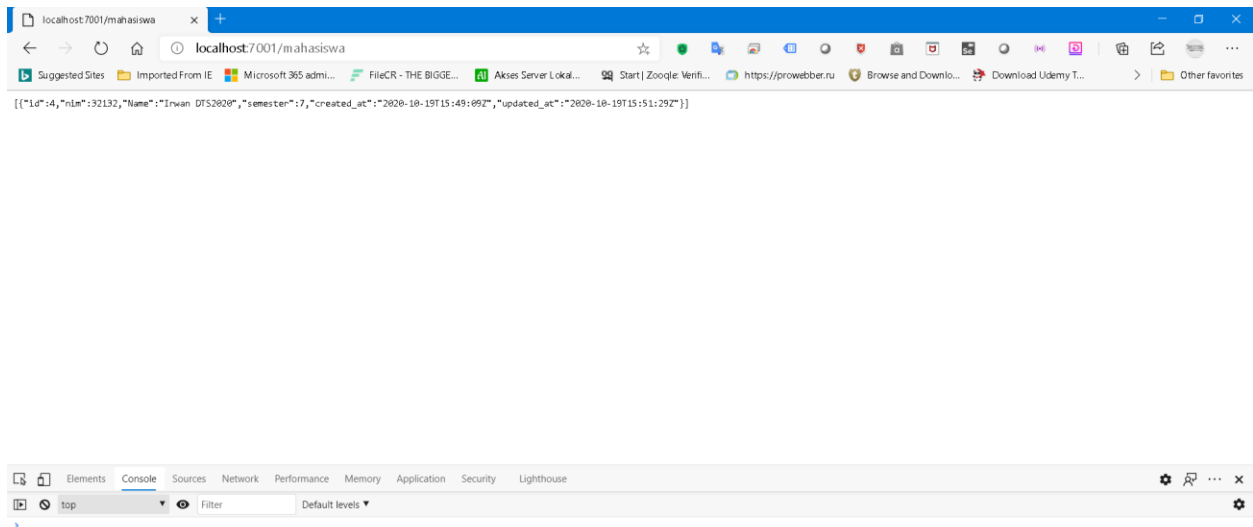 localhost:7001/mahasiswa
localhost:7001/mahasiswa
Suggested Sites Imported From IE Microsoft 365 admi... FileCR - THE BIGGE... Akses Server Lokal... Start | Zooqle: Verifi... https://prowebber.ru Browse and Downlo... Download Udemy T... Other favorites
[{"id":4,"nim":32132,"Name":"Irwan DTS2020","semester":7,"created_at":"2020-10-19T15:49:09Z","updated_at":"2020-10-19T15:51:29Z"}]
Elements Console Sources Network Performance Memory Application Security Lighthouse
top Filter Default levels